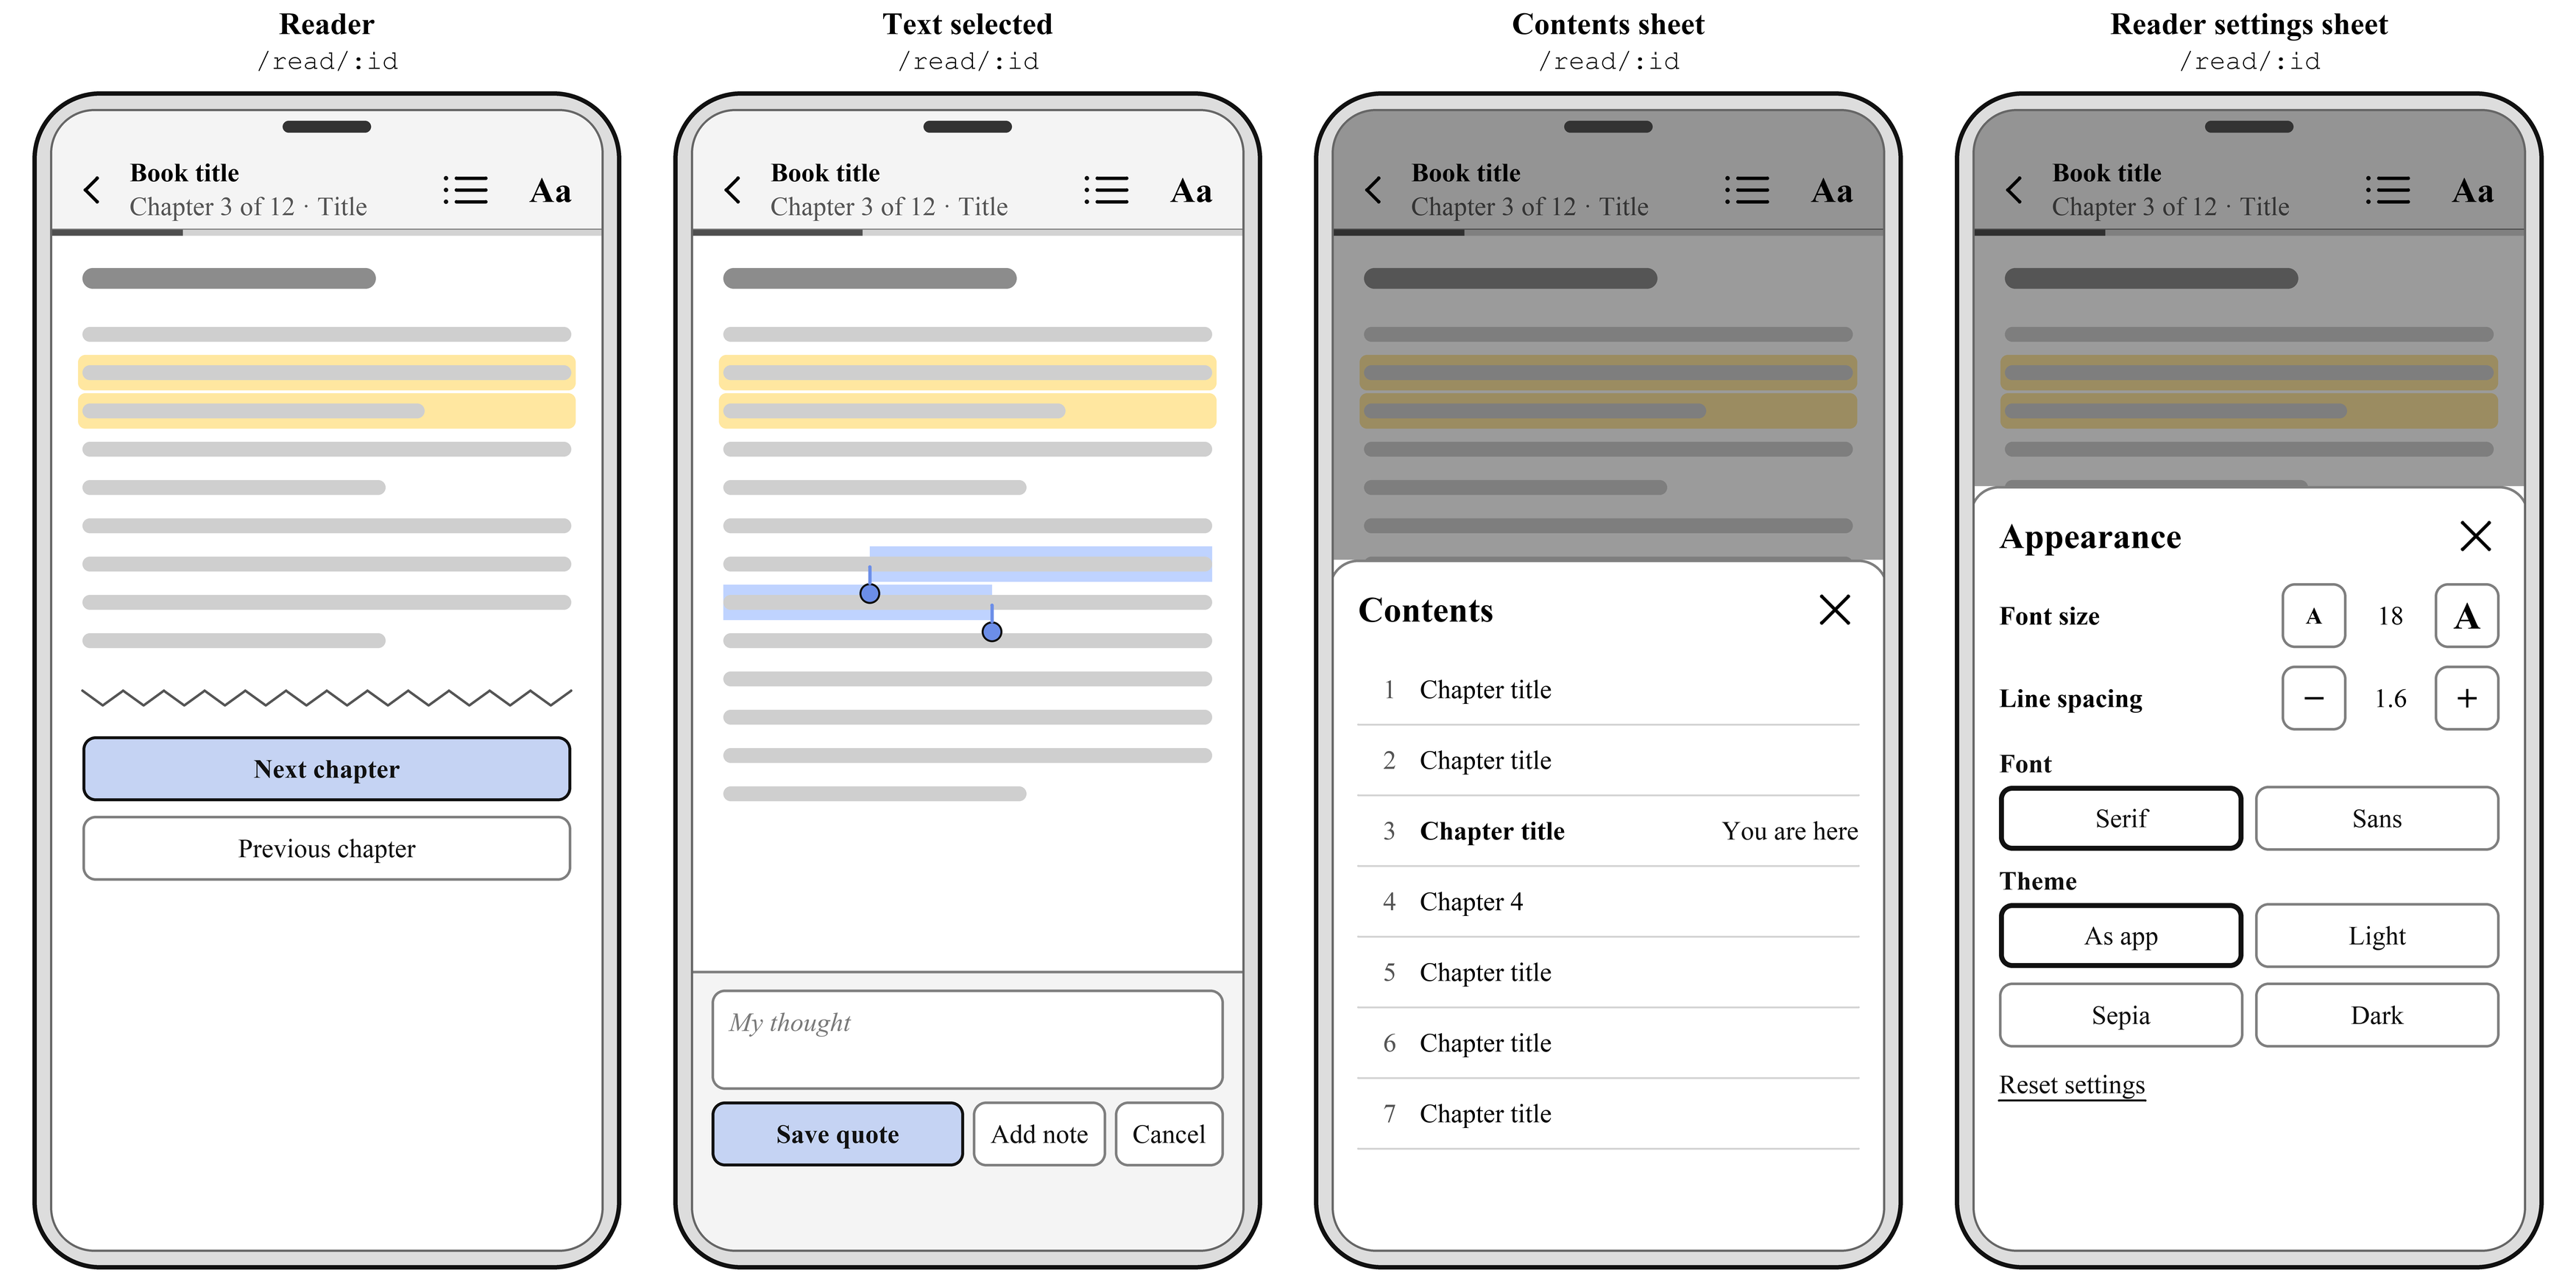 Reader
/read/:id
Book title
Chapter 3 of 12 · Title
Aa
Next chapter
Previous chapter
Text selected
/read/:id
Book title
Chapter 3 of 12 · Title
Aa
My thought
Save quote
Add note
Cancel
Contents sheet
/read/:id
Book title
Chapter 3 of 12 · Title
Aa
Contents
1 Chapter title
2 Chapter title
3 Chapter title You are here
4 Chapter 4
5 Chapter title
6 Chapter title
7 Chapter title
Reader settings sheet
/read/:id
Book title
Chapter 3 of 12 · Title
Aa
Appearance
Font size A 18 A
Line spacing − 1.6 +
Font
Serif Sans
Theme
As app Light
Sepia Dark
Reset settings